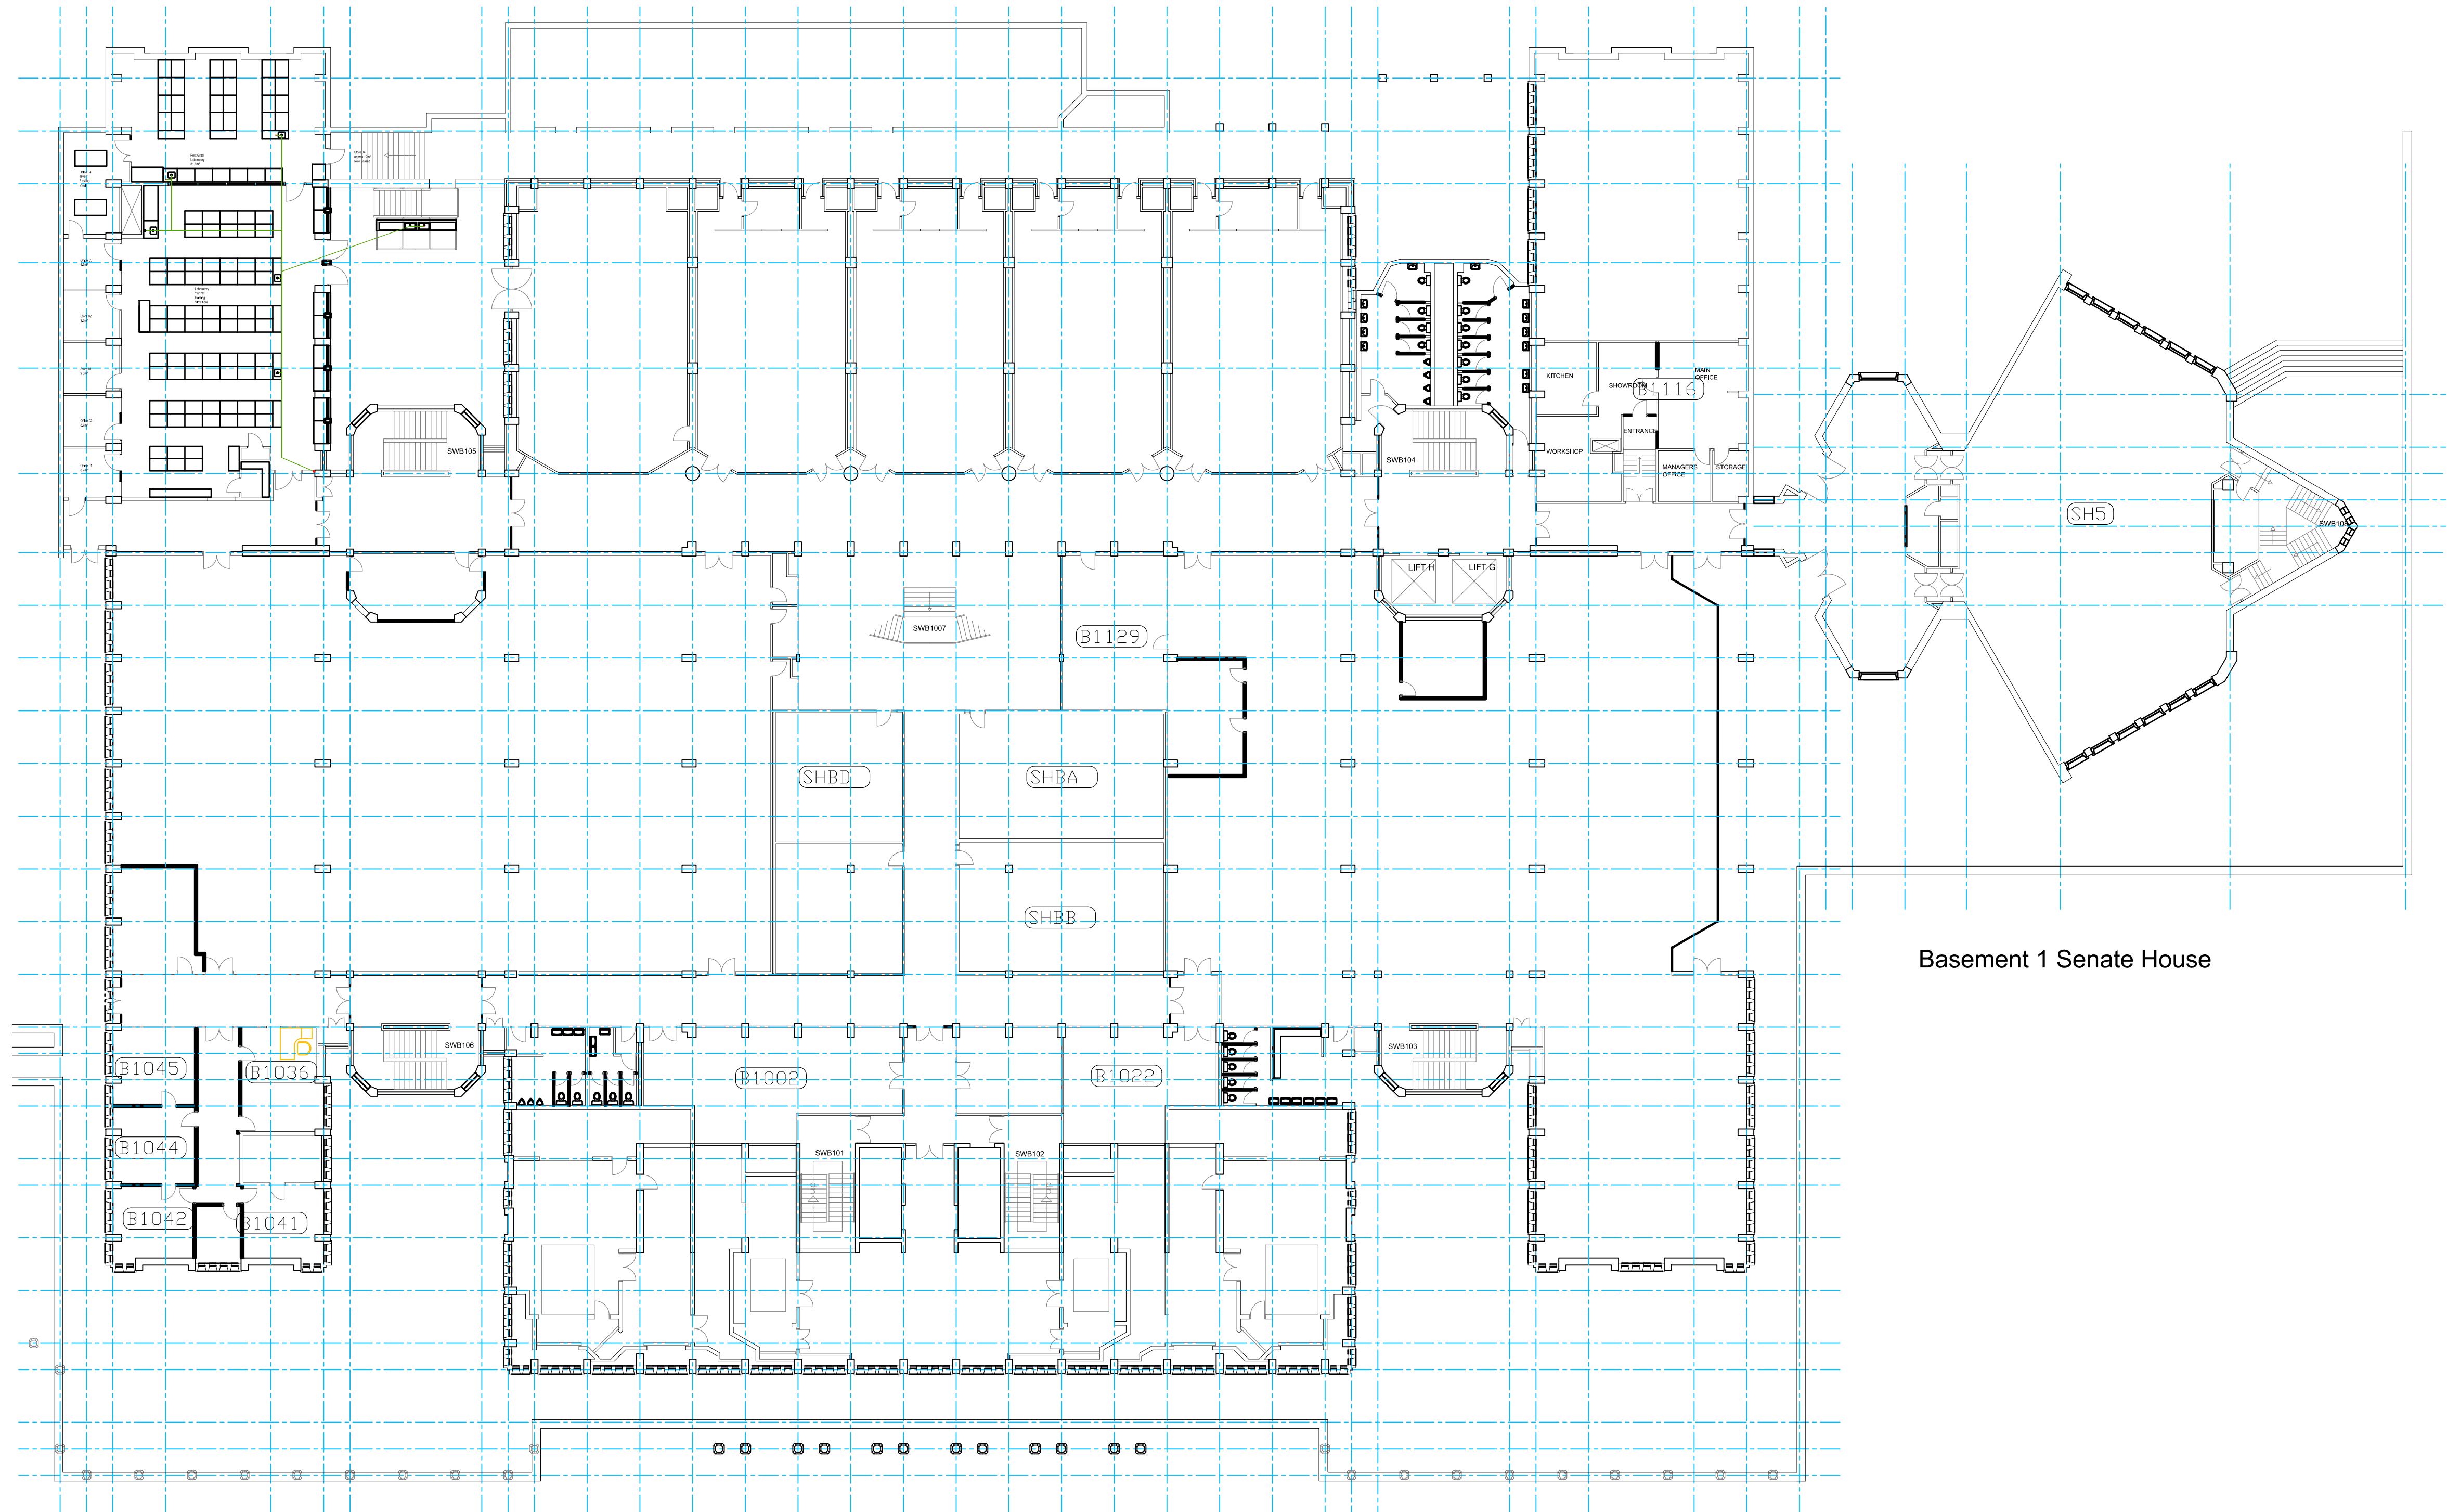 Laboratory
KITCHEN
SHOWROOM
MAIN
OFFICE
B1116
ENTRANCE
WORKSHOP
MANAGERS
OFFICE
STORAGE
SWB105
SWB104
SH5
LIFT H
LIFT G
SWB1007
B1129
SHBD
SHBA
SHBB
Basement 1 Senate House
SWB106
SWB103
B1045
B1036
B1002
B1022
B1044
SWB101
SWB102
B1042
B1041